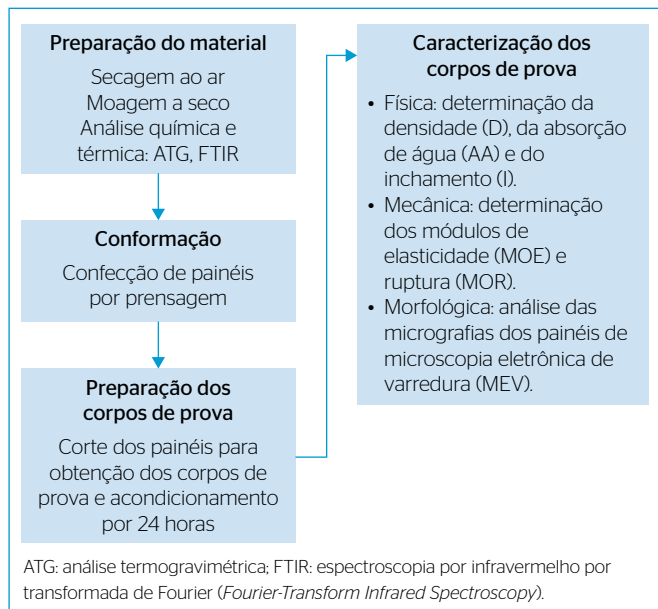 Preparação do material
Secagem ao ar
Moagem a seco
Análise química e
térmica: ATG, FTIR
Conformação
Confecção de painéis
por prensagem
Preparação dos
corpos de prova
Corte dos painéis para
obtenção dos corpos de
prova e acondicionamento
por 24 horas
Caracterização dos
corpos de prova
• Física: determinação da
densidade (D), da absorção
de água (AA) e do
inchamento (I).
• Mecânica: determinação
dos módulos de
elasticidade (MOE) e
ruptura (MOR).
• Morfológica: análise das
micrografias dos painéis de
microscopia eletrônica de
varredura (MEV).
ATG: análise termogravimétrica; FTIR: espectroscopia por infravermelho por
transformada de Fourier (Fourier-Transform Infrared Spectroscopy).